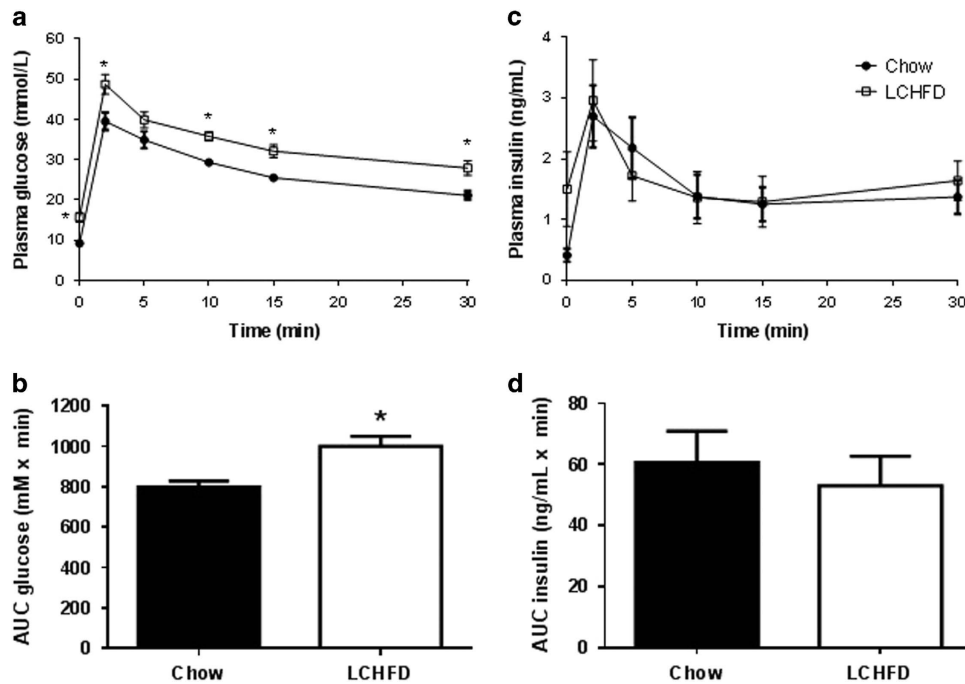 a
Plasma glucose (mmol/L)
60
50
40
30
20
10
0
*
*
*
*
*
0 5 10 15 20 25 30
Time (min)
c
Plasma insulin (ng/mL)
4
3
2
1
0
Chow
LCHFD
0 5 10 15 20 25 30
Time (min)
b
AUC glucose (mM x min)
1200
1000
800
600
400
200
0
*
Chow LCHFD
d
AUC insulin (ng/mL x min)
80
60
40
20
0
Chow LCHFD